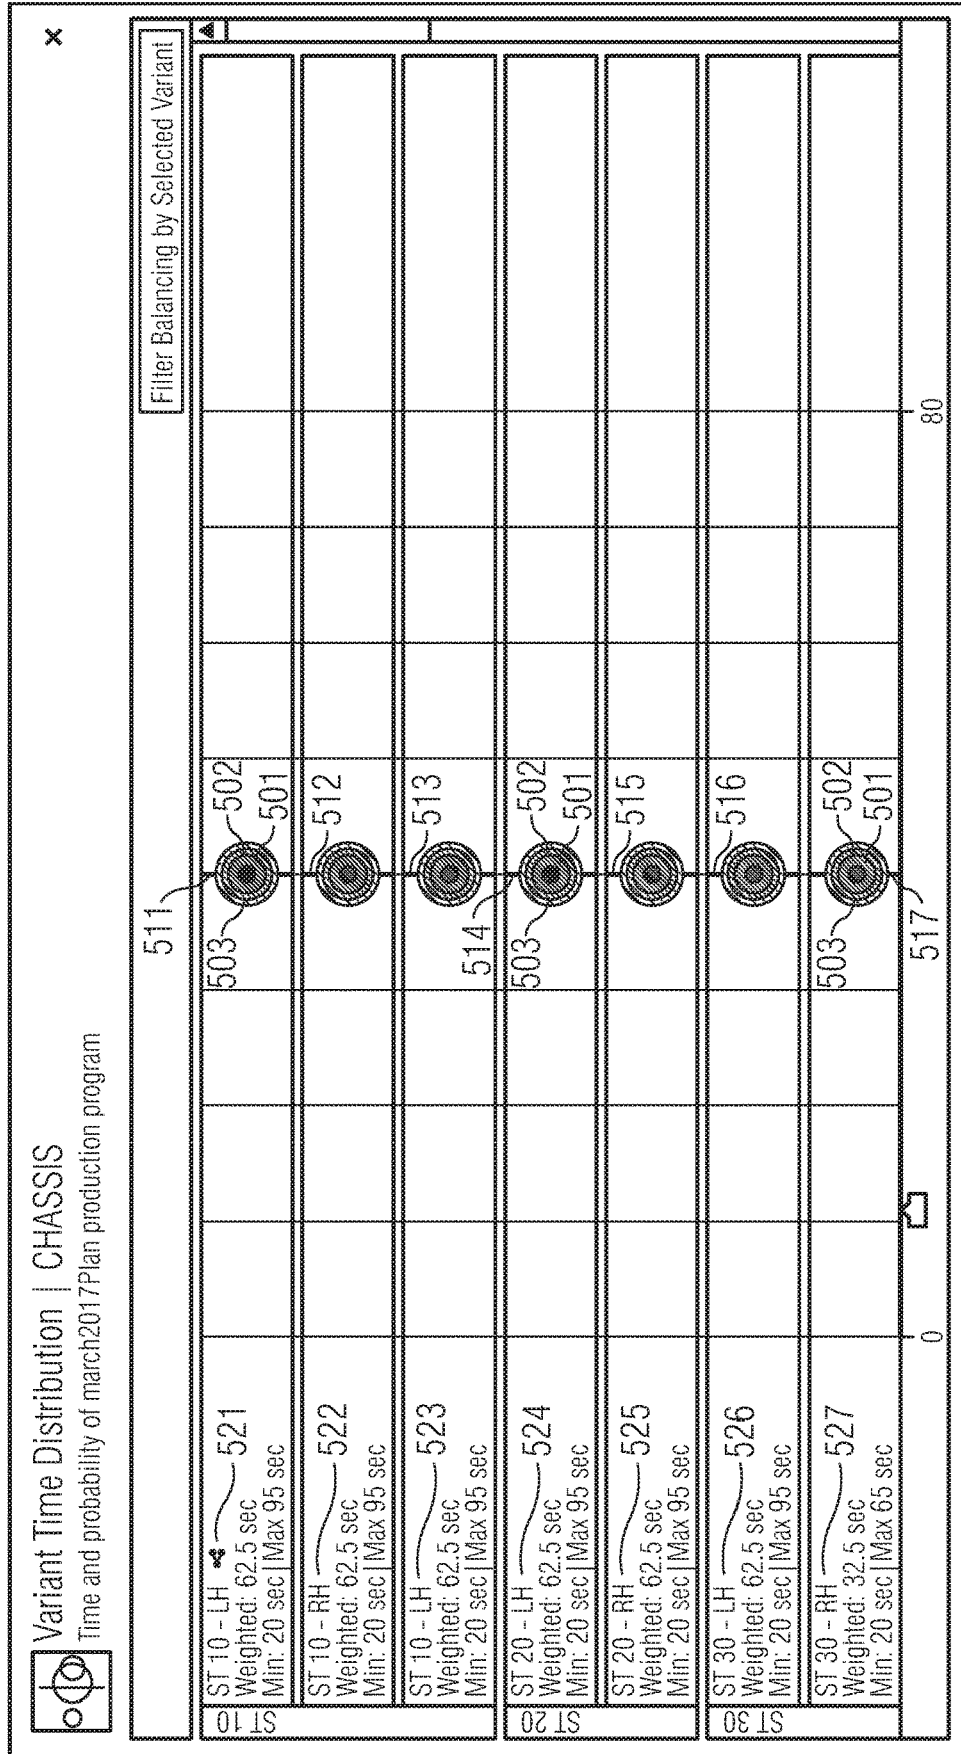 Variant Time Distribution | CHASSIS
×
Time and probability of march2017Plan production program
Filter Balancing by Selected Variant
511
ST 10
ST 10 - LH
521
Weighted: 62.5 sec
Min: 20 sec | Max 95 sec
503
502
501
ST 10 - RH
522
Weighted: 62.5 sec
Min: 20 sec | Max 95 sec
512
ST 10 - LH
523
Weighted: 62.5 sec
Min: 20 sec | Max 95 sec
513
514
ST 20
ST 20 - LH
524
Weighted: 62.5 sec
Min: 20 sec | Max 95 sec
503
502
501
ST 20 - RH
525
Weighted: 62.5 sec
Min: 20 sec | Max 95 sec
515
ST 30
ST 30 - LH
526
Weighted: 62.5 sec
Min: 20 sec | Max 95 sec
516
ST 30 - RH
527
Weighted: 32.5 sec
Min: 20 sec | Max 65 sec
503
502
501
517
0
80